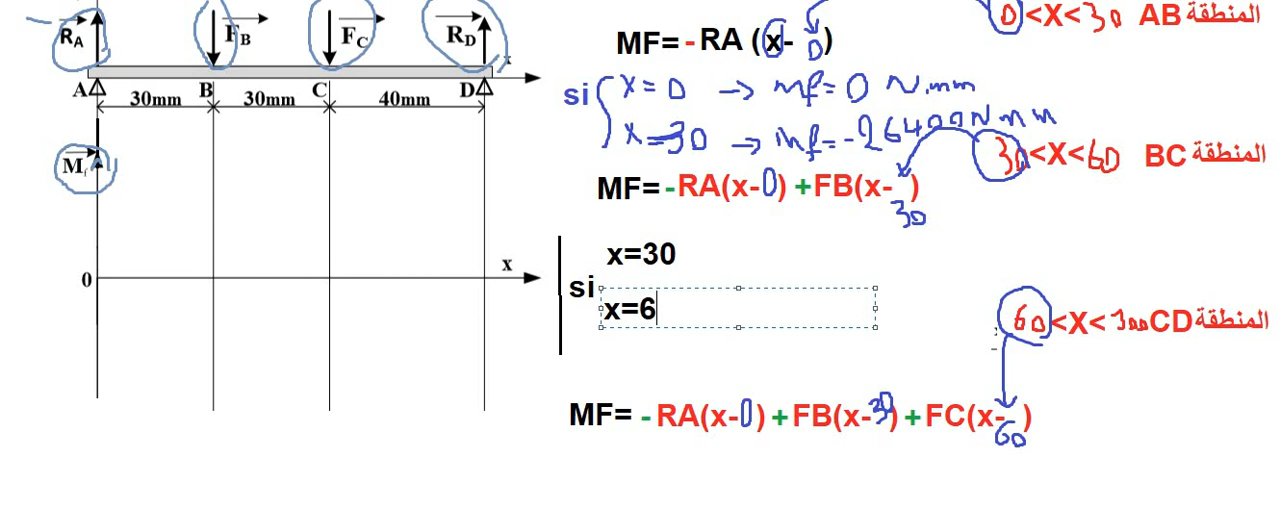 RA FB FC RD x
A B C D
30mm 30mm 40mm
Mf
0 x
0<X<30 AB المنطقة
MF=-RA (x-0)
si x=0 → mf=0 N.mm
x=30 → mf=-26400N mm
30<X<60 BC المنطقة
MF=-RA(x-0)+FB(x-30)
si x=30
x=6
60<X<100CD المنطقة
MF= -RA(x-0)+FB(x-30)+FC(x-60)